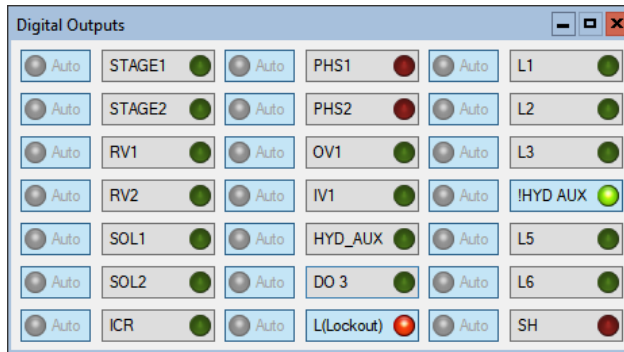 Digital Outputs
Auto STAGE1 Auto PHS1 Auto L1
Auto STAGE2 Auto PHS2 Auto L2
Auto RV1 Auto OV1 Auto L3
Auto RV2 Auto IV1 Auto !HYD AUX
Auto SOL1 Auto HYD_AUX Auto L5
Auto SOL2 Auto DO 3 Auto L6
Auto ICR Auto L(Lockout) Auto SH